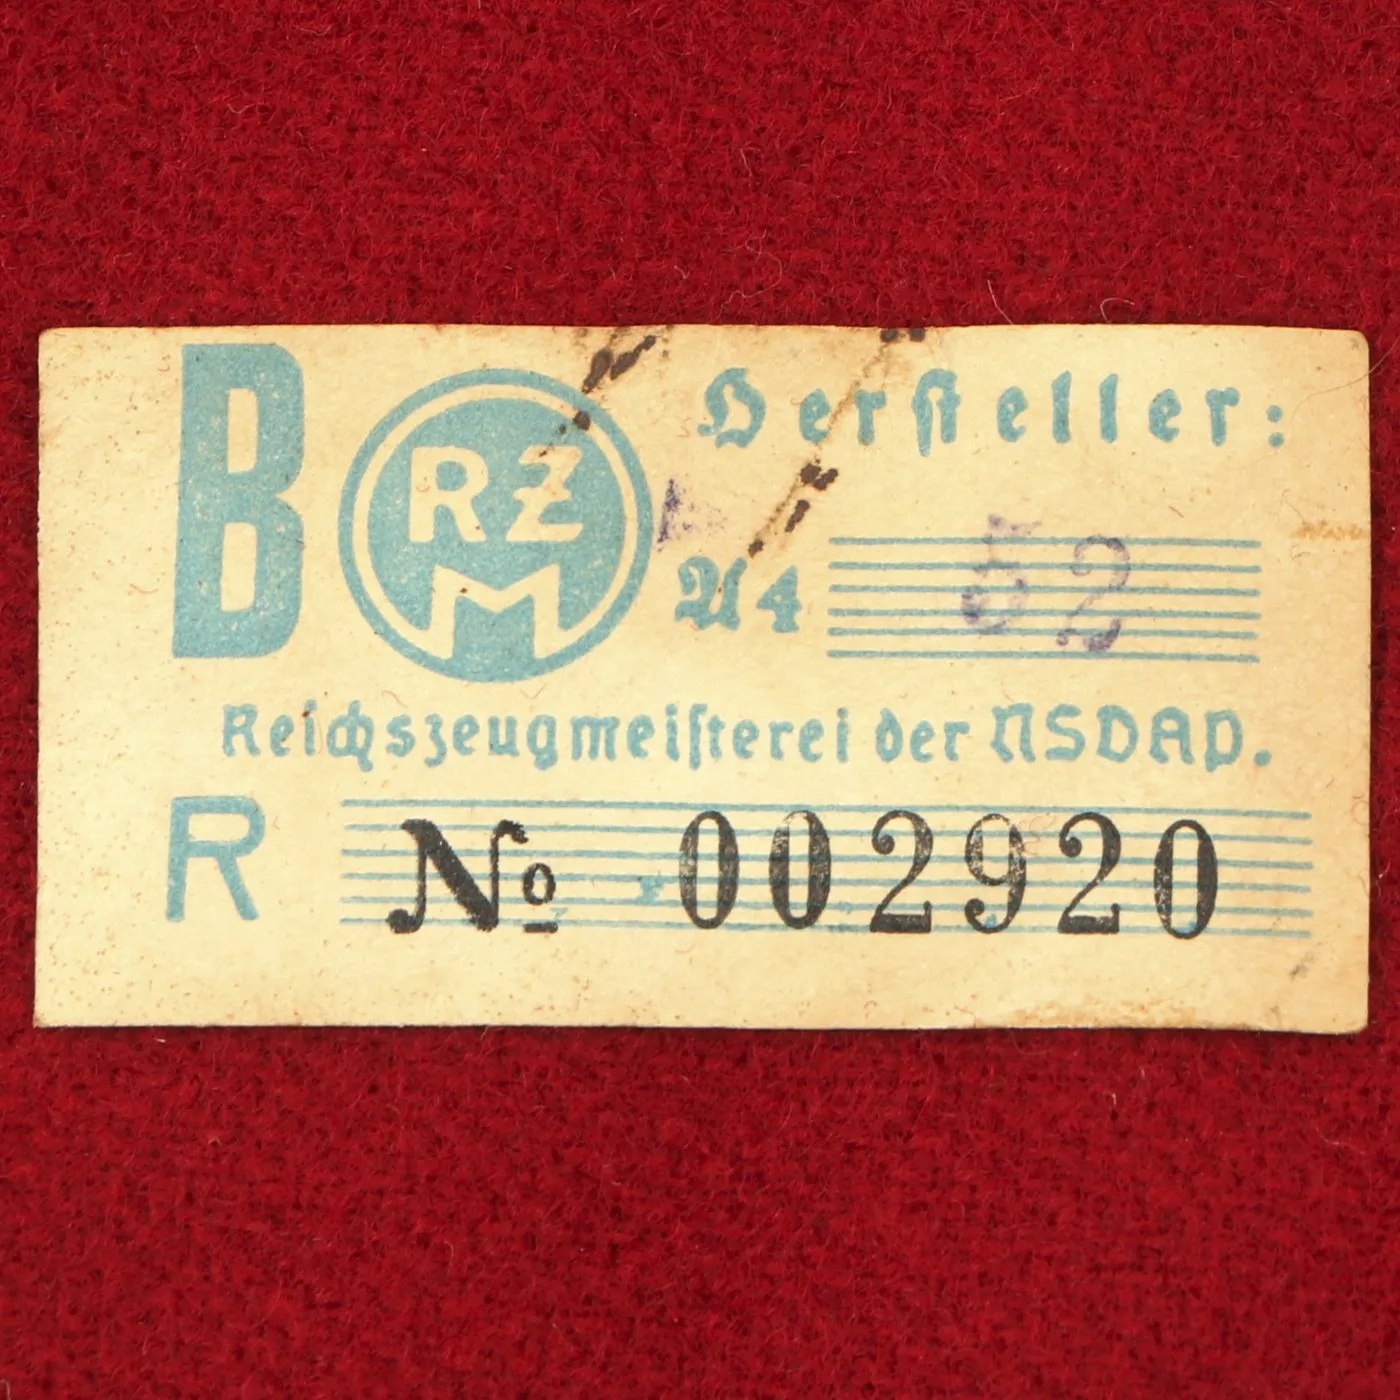 B RZM Hersteller:
A4 52
Reichszeugmeisterei der NSDAP.
R No 002920